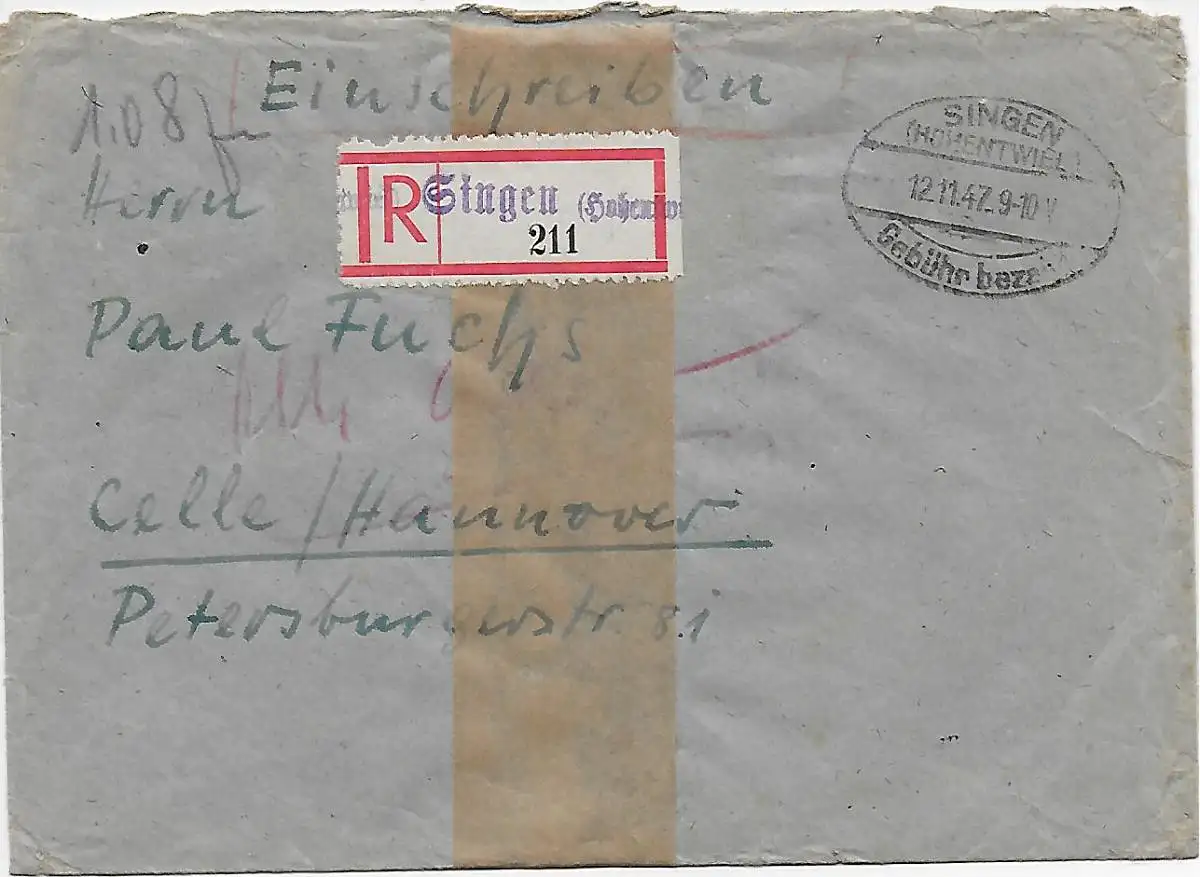 Einschreiben
1.08
Herrn
R Singen (Hohentw
211
SINGEN
(HOHENTWIEL)
12.11.47.9-10 V
Gebühr beza
Paul Fuchs
Celle / Hannover
Petersburgerstr. 81